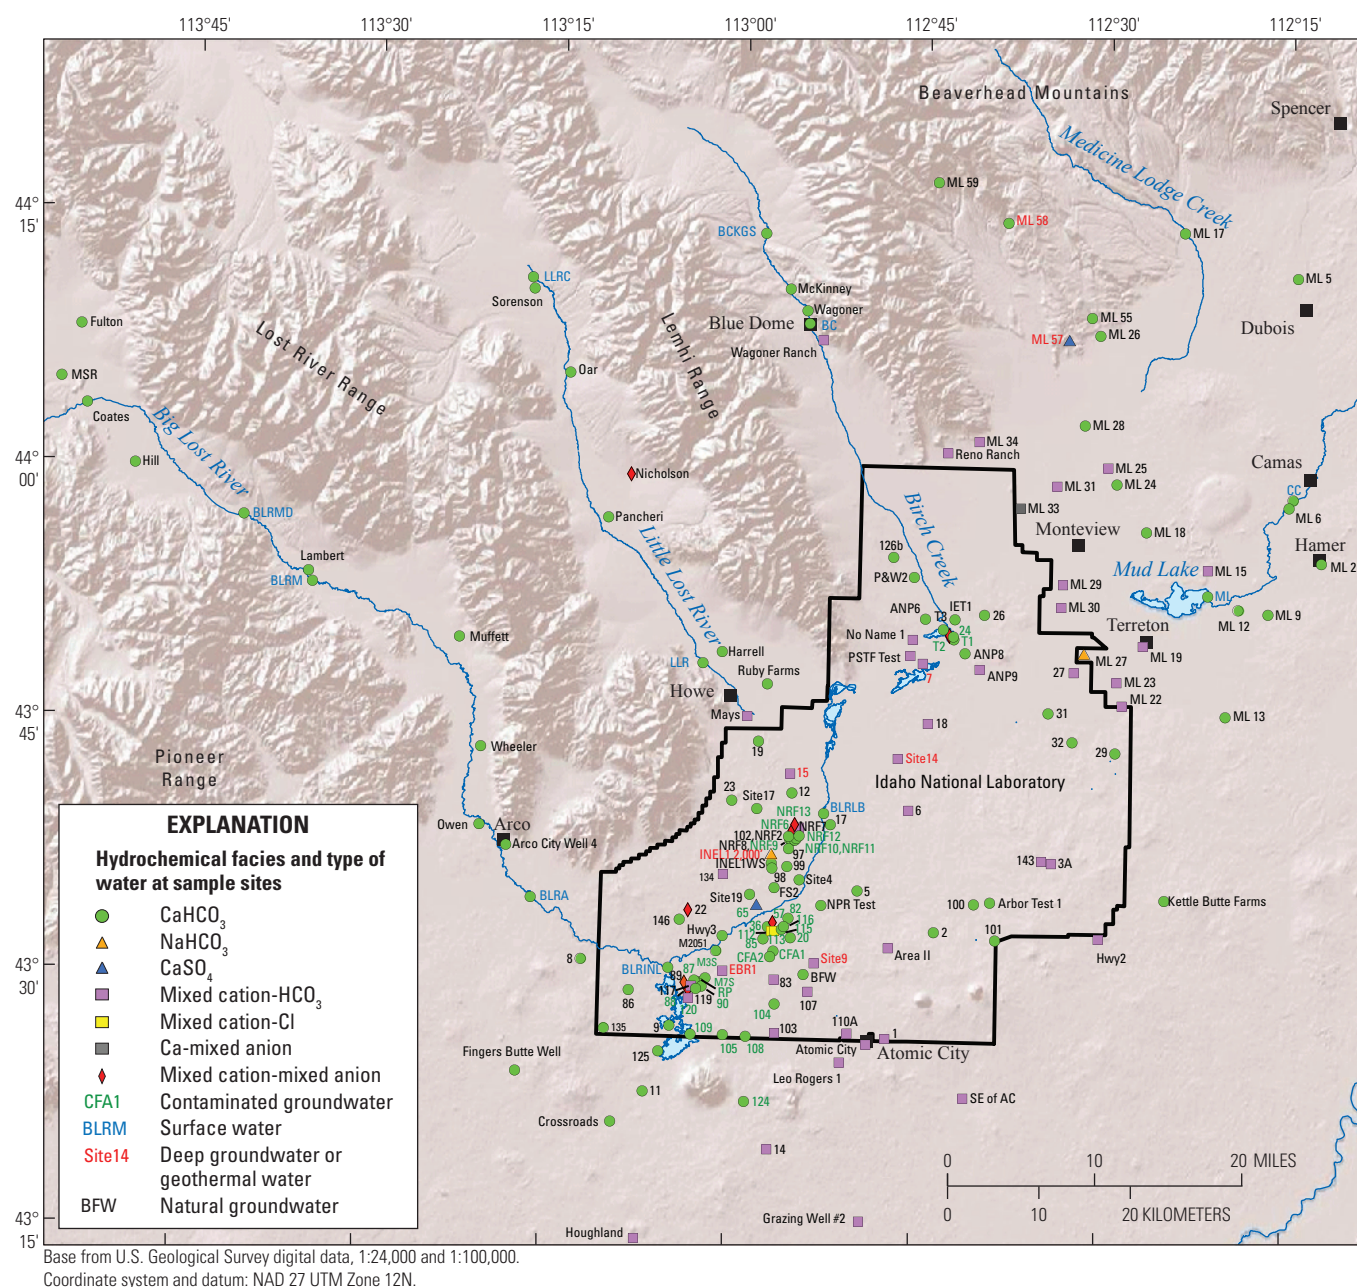 113°45' 113°30' 113°15' 113°00' 112°45' 112°30' 112°15'
Beaverhead Mountains
Spencer
Medicine Lodge Creek
44°
15'
ML 59
ML 58
ML 17
BCKGS
LLRC
Sorenson
McKinney
ML 5
Wagoner
Blue Dome
BC
Wagoner Ranch
Dubois
ML 55
ML 26
ML 57
Fulton
Lost River Range
Lemhi Range
MSR
Coates
Oar
Big Lost River
Hill
ML 28
44°
00'
ML 34
Reno Ranch
Nicholson
ML 25
ML 24
ML 31
Camas
CC
ML 6
BLRMD
Pancheri
Birch Creek
ML 33
Monteview
ML 18
Hamer
ML 2
Lambert
BLRM
Little Lost River
126b
P&W2
Mud Lake
ML 15
ML
ML 29
ML 30
ML 12
ML 9
ANP6
T3
IET1
26
24
T1
T2
No Name 1
PSTF Test
7
ANP8
ANP9
Terreton
ML 19
ML 27
27
ML 23
ML 22
Muffett
Harrell
LLR
Ruby Farms
Howe
Mays
43°
45'
18
31
32
29
ML 13
Pioneer
Range
Wheeler
19
Site14
Idaho National Laboratory
15
23
Site17
12
6
NRF13
BLRLB
17
NRF6
NRF7
102,NRF2
NRF12
NRF8,
NRF9
NRF10,NRF11
Owen
Arco
Arco City Well 4
INEL1 2,000'
97
INEL1WS
99
134
98
Site4
143
3A
BLRA
Site19
FS2
5
NPR Test
100
Arbor Test 1
Kettle Butte Farms
22
146
65
57
82
36
116
Hwy3
112
115
85
113
20
2
101
M2051
CFA2
CFA1
Area II
Hwy2
8
43°
30'
BLRINL
M3S
EBR1
Site9
87
89
M7S
83
BFW
86
117
RP
88
119
90
107
120
104
135
9
109
105
108
103
110A
1
Atomic City
Atomic City
125
Fingers Butte Well
Leo Rogers 1
11
124
SE of AC
Crossroads
14
Grazing Well #2
Houghland
43°
15'
EXPLANATION
Hydrochemical facies and type of
water at sample sites
CaHCO3
NaHCO3
CaSO4
Mixed cation-HCO3
Mixed cation-Cl
Ca-mixed anion
Mixed cation-mixed anion
CFA1 Contaminated groundwater
BLRM Surface water
Site14 Deep groundwater or
geothermal water
BFW Natural groundwater
0 10 20 MILES
0 10 20 KILOMETERS
Base from U.S. Geological Survey digital data, 1:24,000 and 1:100,000.
Coordinate system and datum: NAD 27 UTM Zone 12N.